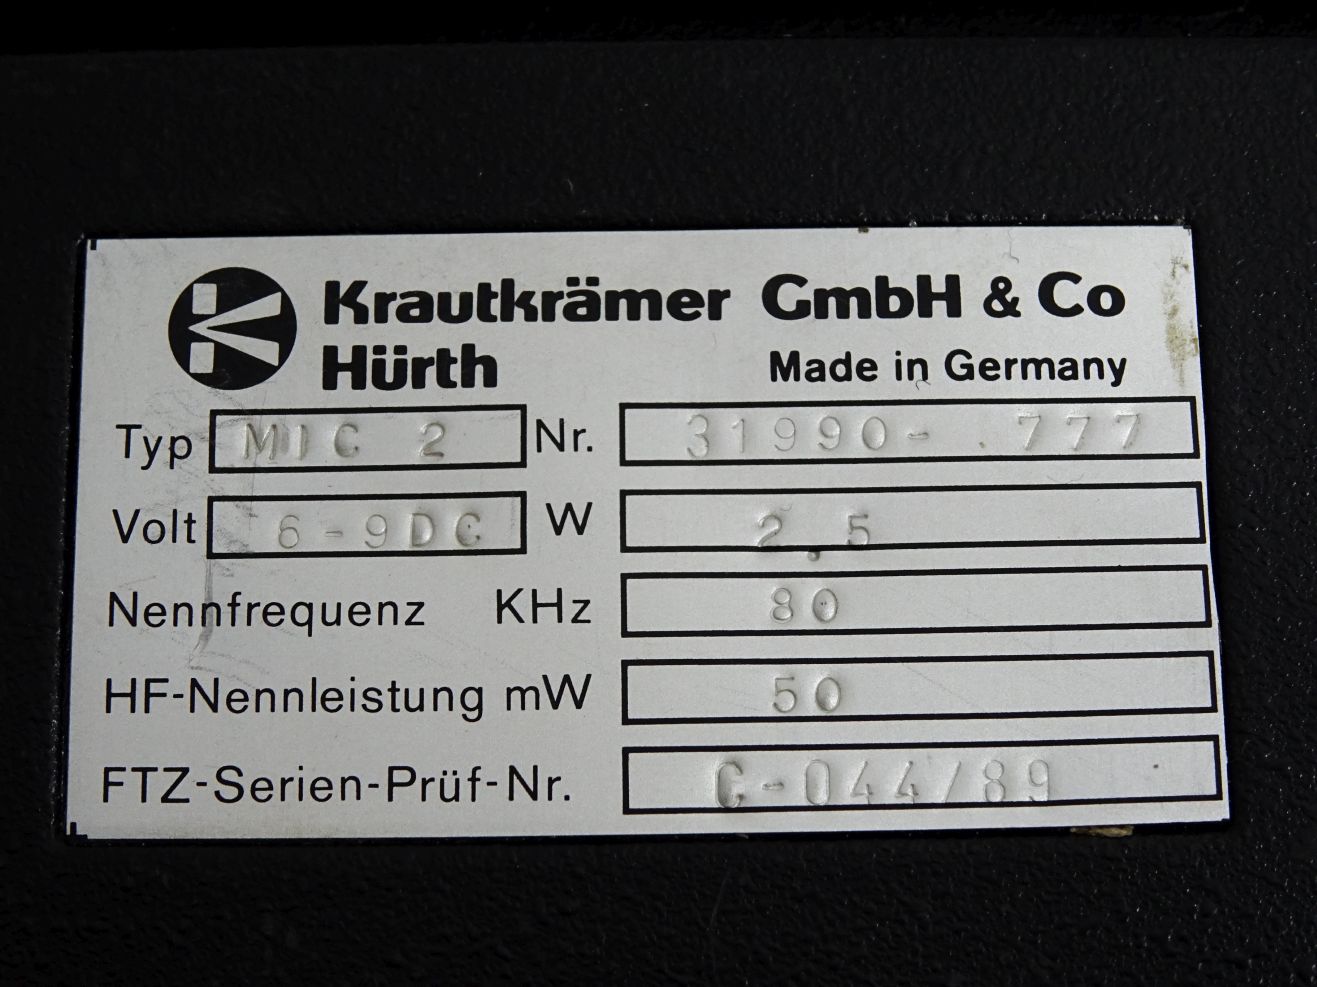 Krautkrämer GmbH & Co
Hürth Made in Germany
Typ MIC 2 Nr. 31990- .777
Volt 6-9DC W 2.5
Nennfrequenz KHz 80
HF-Nennleistung mW 50
FTZ-Serien-Prüf-Nr. C-044/89